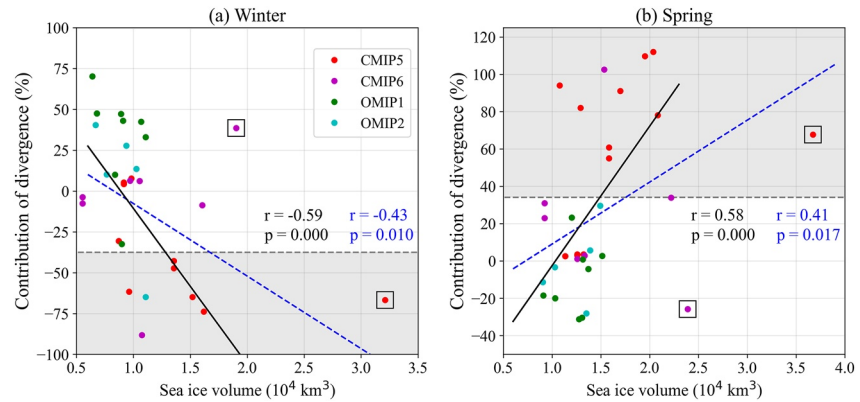 (a) Winter
100
75
50
25
0
−25
−50
−75
−100
Contribution of divergence (%)
CMIP5
CMIP6
OMIP1
OMIP2
r = -0.59
p = 0.000
r = -0.43
p = 0.010
0.5 1.0 1.5 2.0 2.5 3.0 3.5
Sea ice volume (10⁴ km³)
(b) Spring
120
100
80
60
40
20
0
−20
−40
Contribution of divergence (%)
r = 0.58
p = 0.000
r = 0.41
p = 0.017
0.5 1.0 1.5 2.0 2.5 3.0 3.5 4.0
Sea ice volume (10⁴ km³)